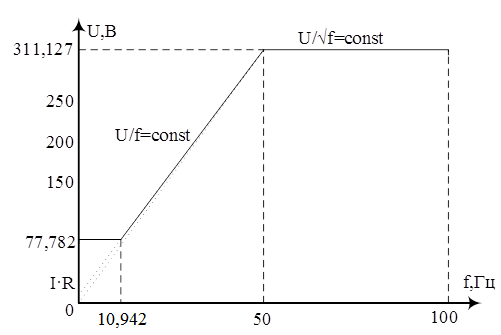 U,В
311,127
U/√f=const
250
200
U/f=const
150
77,782
I·R
f,Гц
0
10,942
50
100